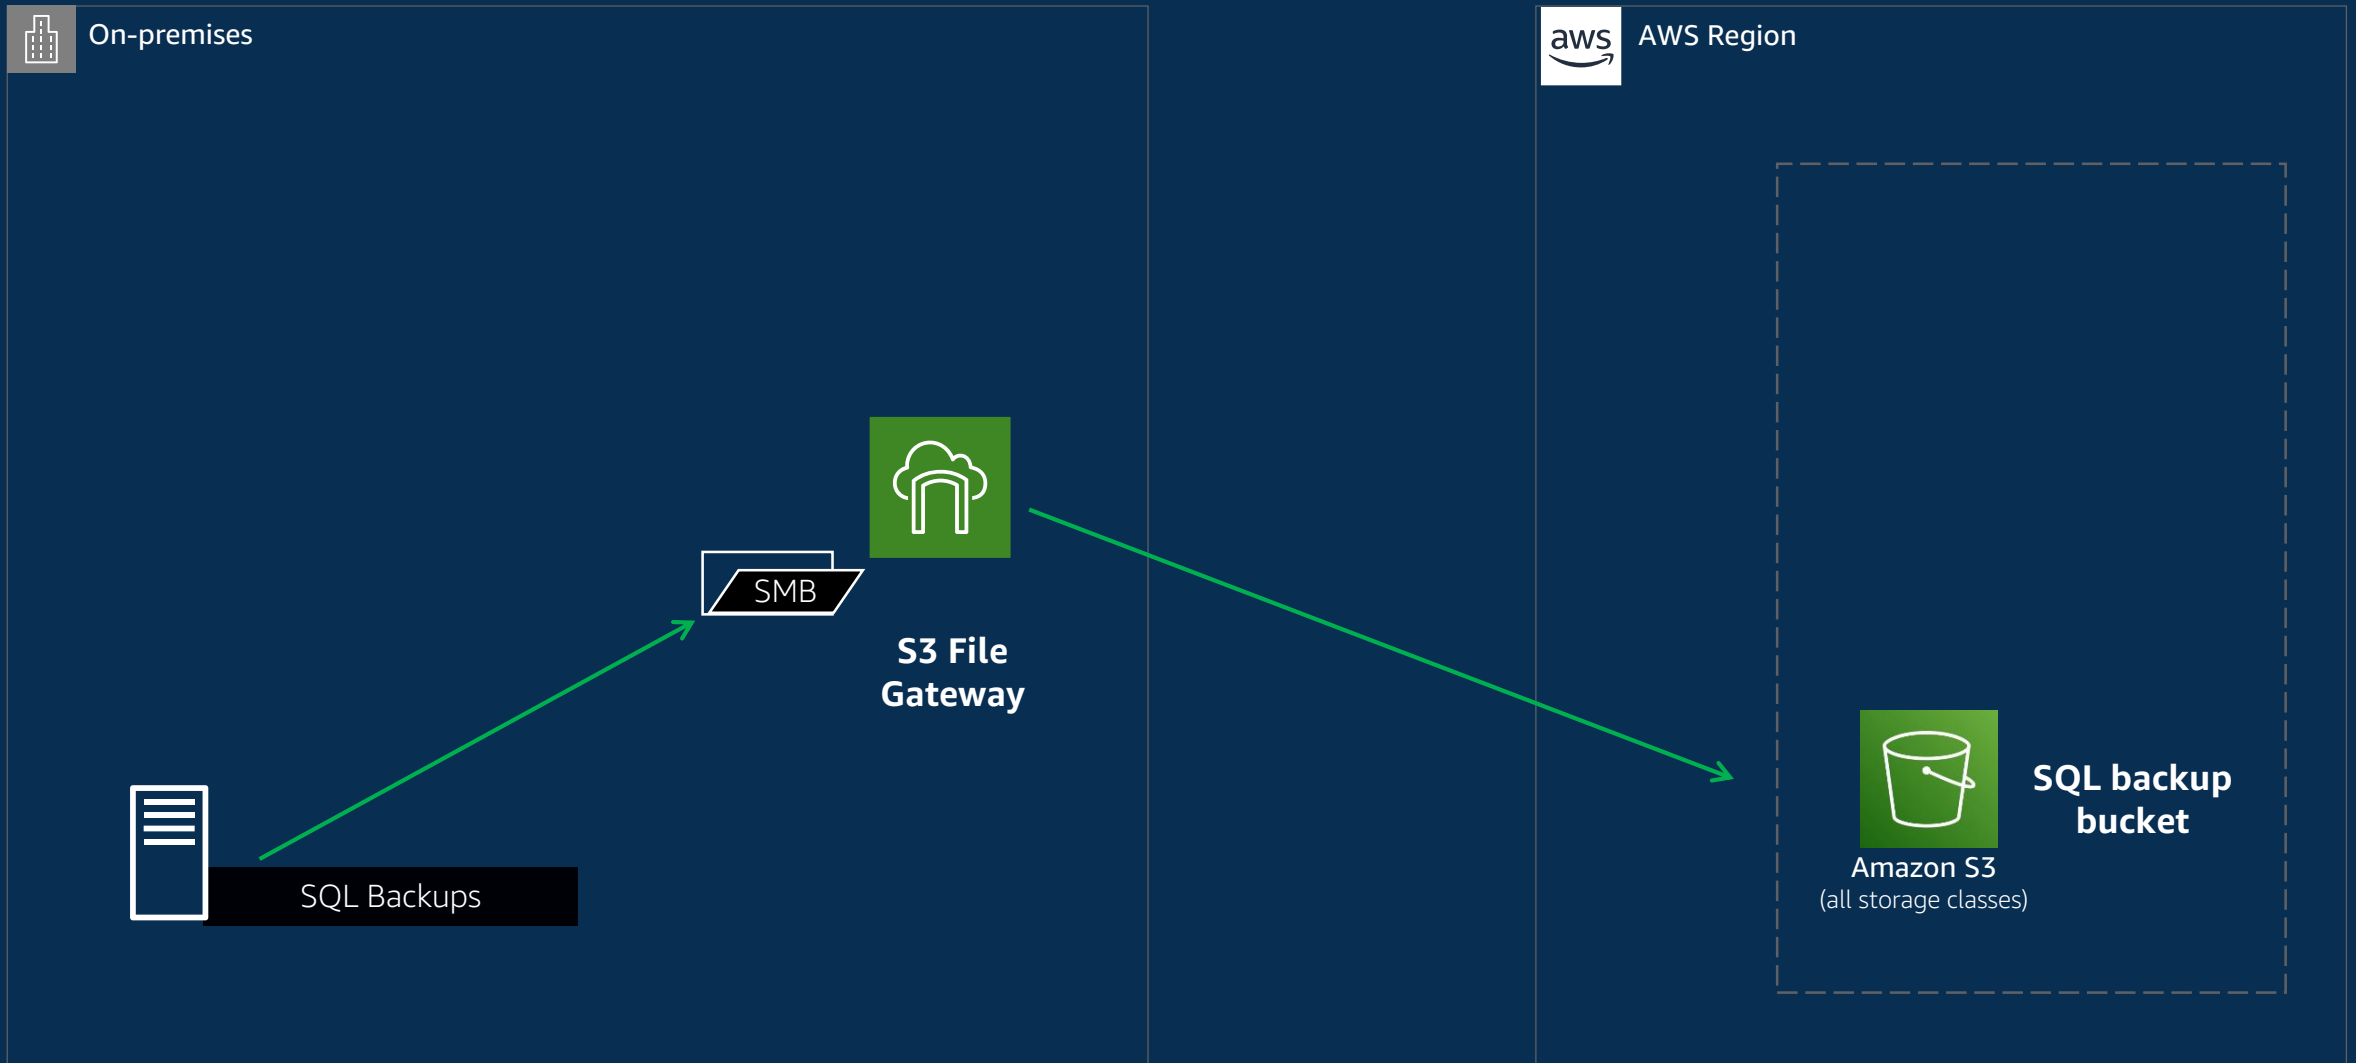 On-premises
aws
AWS Region
SMB
S3 File
Gateway
SQL Backups
SQL backup
bucket
Amazon S3
(all storage classes)